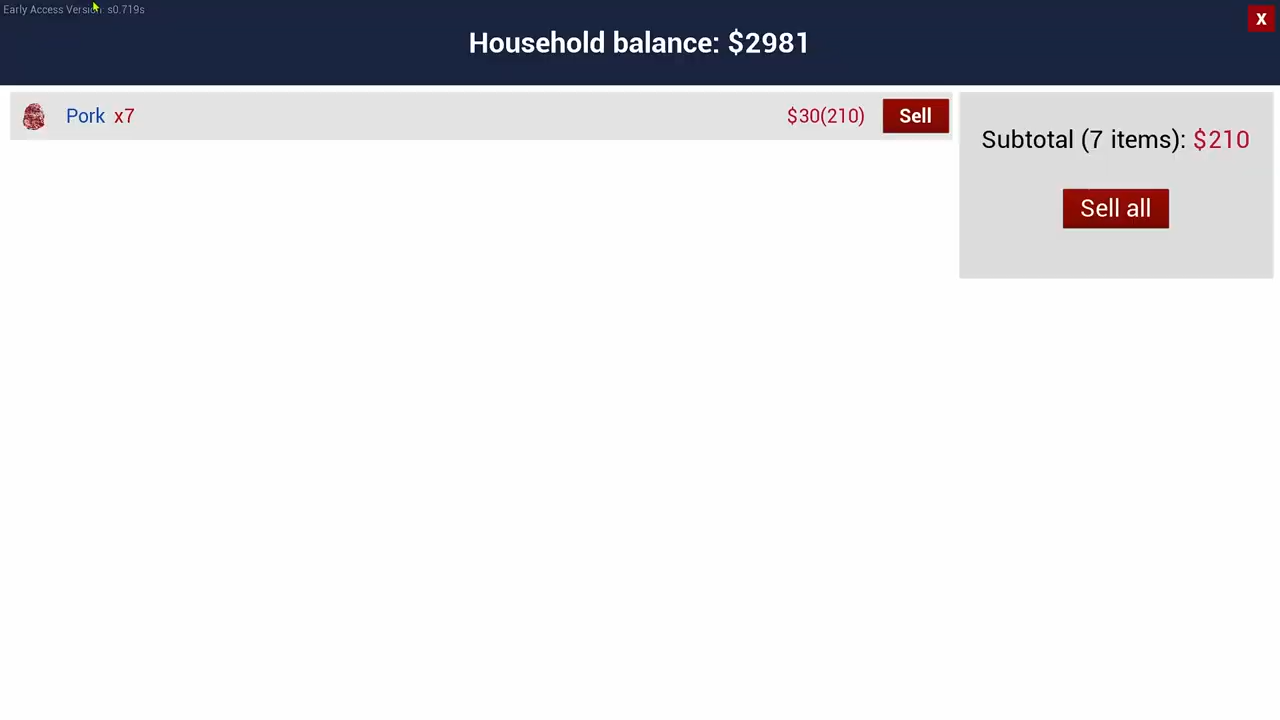 Early Access Version s0.719s
X
Household balance: $2981
Pork x7 $30(210) Sell
Subtotal (7 items): $210
Sell all